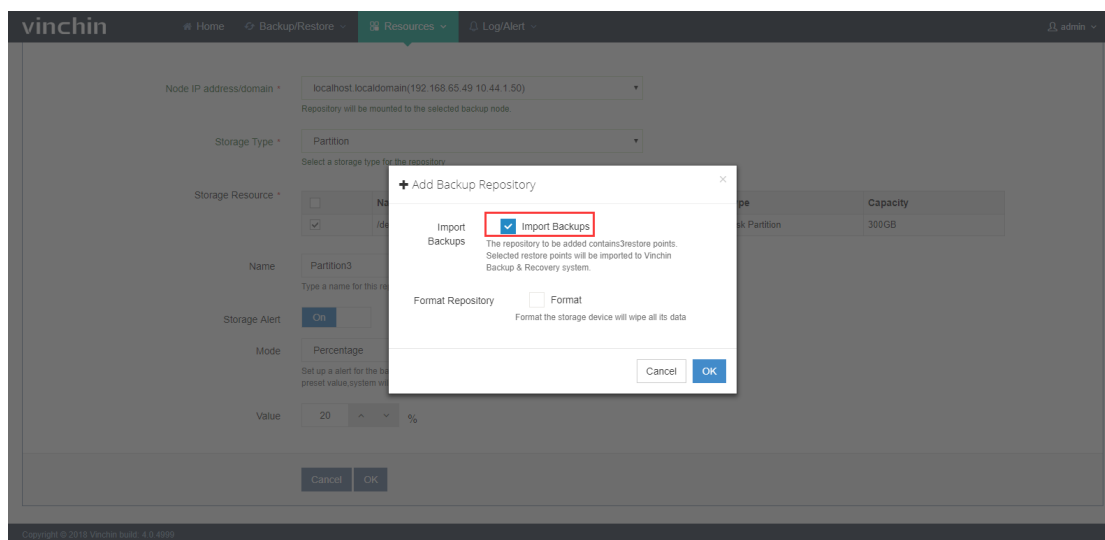 vinchin Home Backup/Restore Resources Log/Alert admin
Node IP address/domain * localhost.localdomain(192.168.65.49 10.44.1.50)
Repository will be mounted to the selected backup node.
Storage Type * Partition
Select a storage type for the repository
+ Add Backup Repository ×
Storage Resource *
Capacity
/de sk Partition 300GB
Import Backups
Import Backups
The repository to be added contains3restore points.
Selected restore points will be imported to Vinchin
Backup & Recovery system.
Name Partition3
Type a name for this re
Format Repository Format
Format the storage device will wipe all its data
Storage Alert On
Mode Percentage
Set up a alert for the ba
preset value,system wil
Cancel OK
Value 20 %
Cancel OK
Copyright © 2018 Vinchin build: 4.0.4999